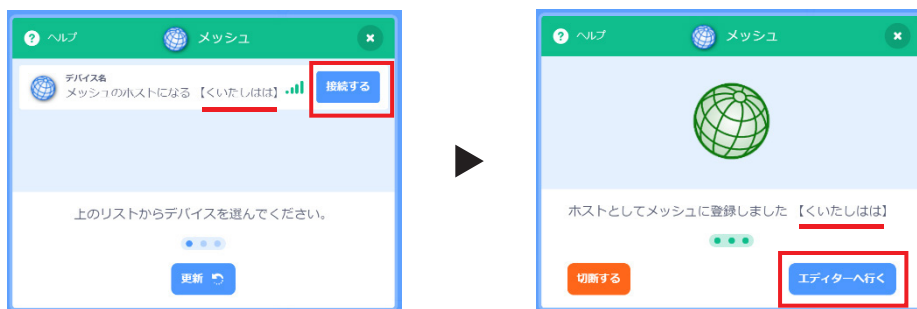 ヘルプ
メッシュ
デバイス名
メッシュのホストになる【くいたしはは】
接続する
上のリストからデバイスを選んでください。
更新
ヘルプ
メッシュ
ホストとしてメッシュに登録しました【くいたしはは】
切断する
エディターへ行く